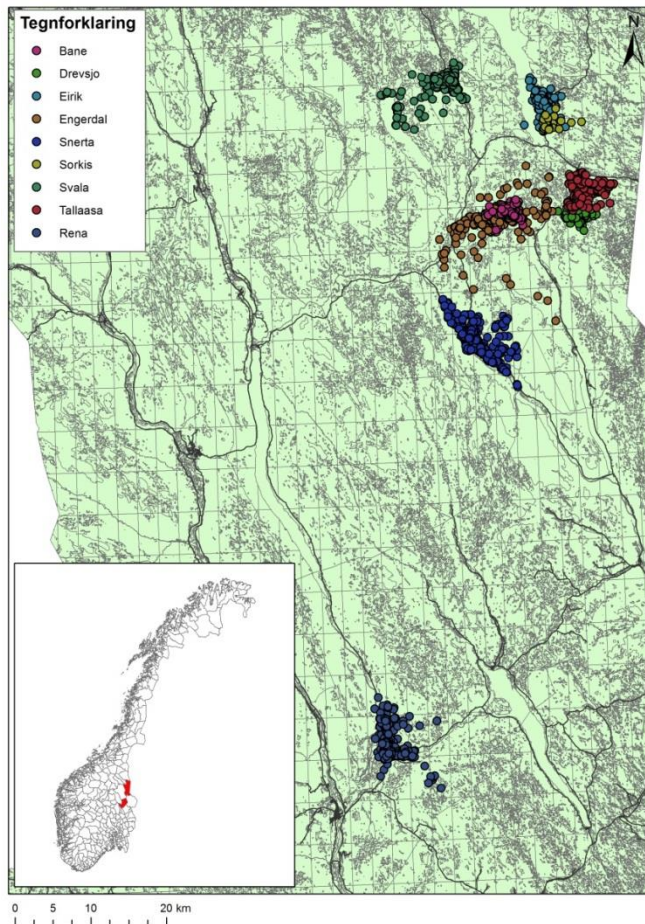 Tegnforklaring
Bane
Drevsjo
Eirik
Engerdal
Snerta
Sorkis
Svala
Tallaasa
Rena
N
0 5 10 20 km